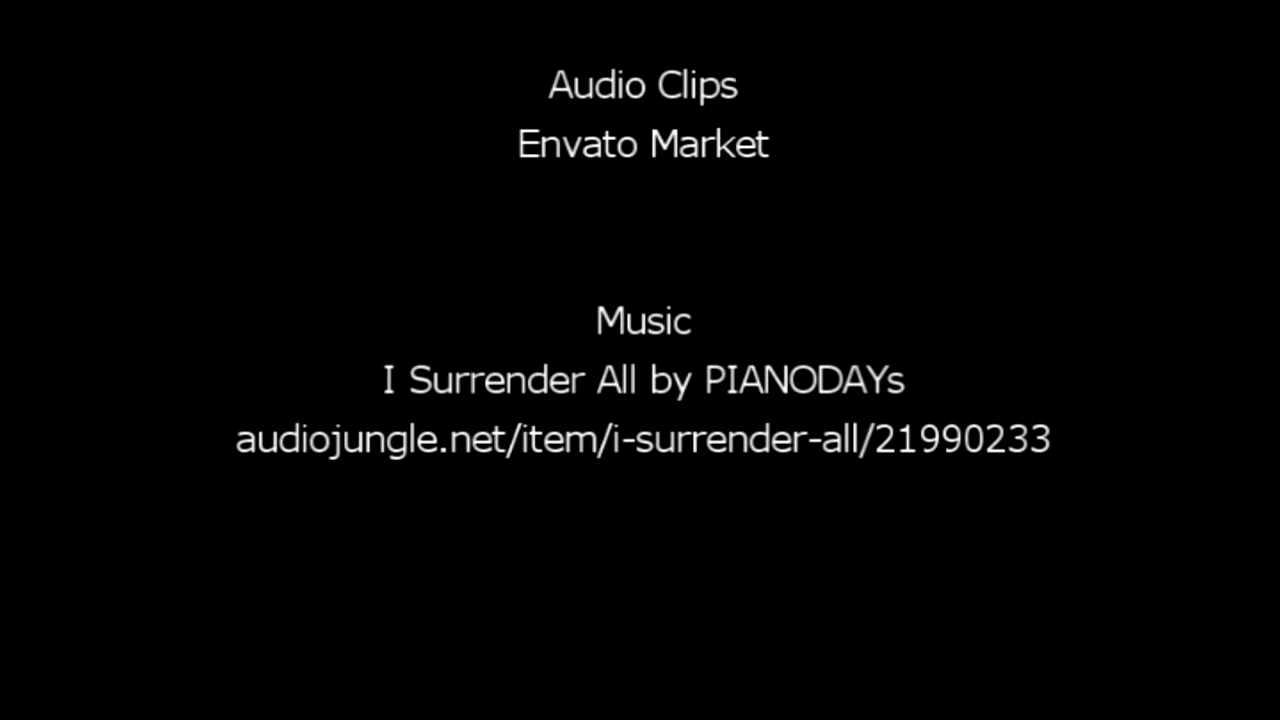 Audio Clips
Envato Market
Music
I Surrender All by PIANODAYs
audiojungle.net/item/i-surrender-all/21990233